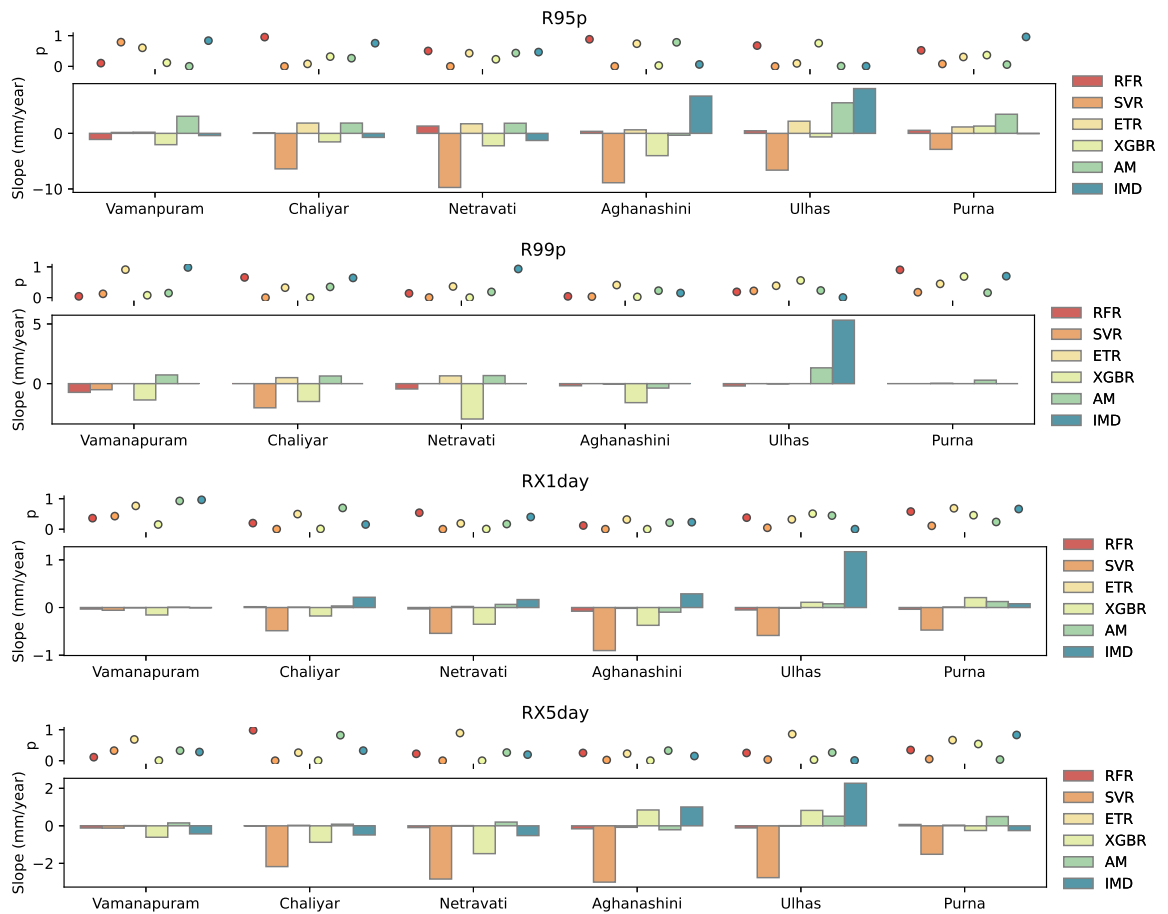 R95p
1
p
0
0
Slope (mm/year)
−10
Vamanpuram Chaliyar Netravati Aghanashini Ulhas Purna
RFR
SVR
ETR
XGBR
AM
IMD
R99p
1
p
0
5
Slope (mm/year)
0
Vamanapuram Chaliyar Netravati Aghanashini Ulhas Purna
RFR
SVR
ETR
XGBR
AM
IMD
RX1day
1
p
0
1
Slope (mm/year)
0
−1
Vamanapuram Chaliyar Netravati Aghanashini Ulhas Purna
RFR
SVR
ETR
XGBR
AM
IMD
RX5day
1
p
0
2
Slope (mm/year)
0
−2
Vamanapuram Chaliyar Netravati Aghanashini Ulhas Purna
RFR
SVR
ETR
XGBR
AM
IMD